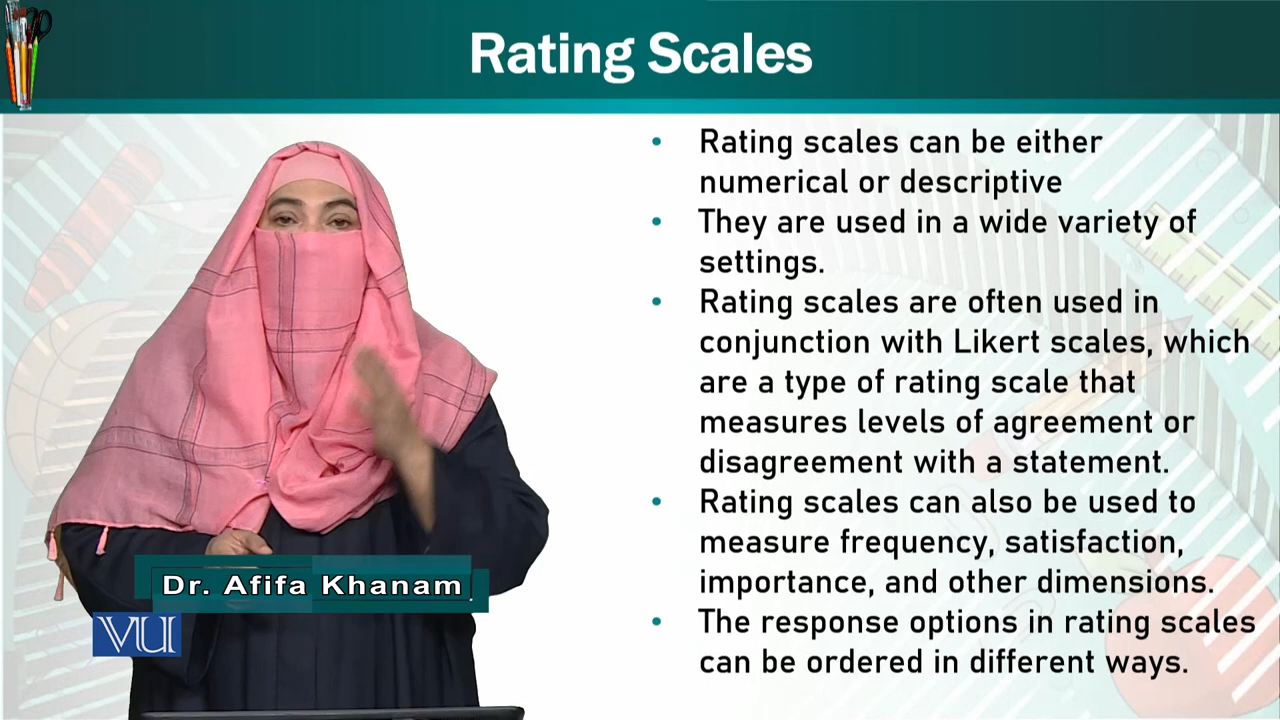 Rating Scales
• Rating scales can be either
numerical or descriptive
• They are used in a wide variety of
settings.
• Rating scales are often used in
conjunction with Likert scales, which
are a type of rating scale that
measures levels of agreement or
disagreement with a statement.
• Rating scales can also be used to
measure frequency, satisfaction,
importance, and other dimensions.
• The response options in rating scales
can be ordered in different ways.
Dr. Afifa Khanam
VU